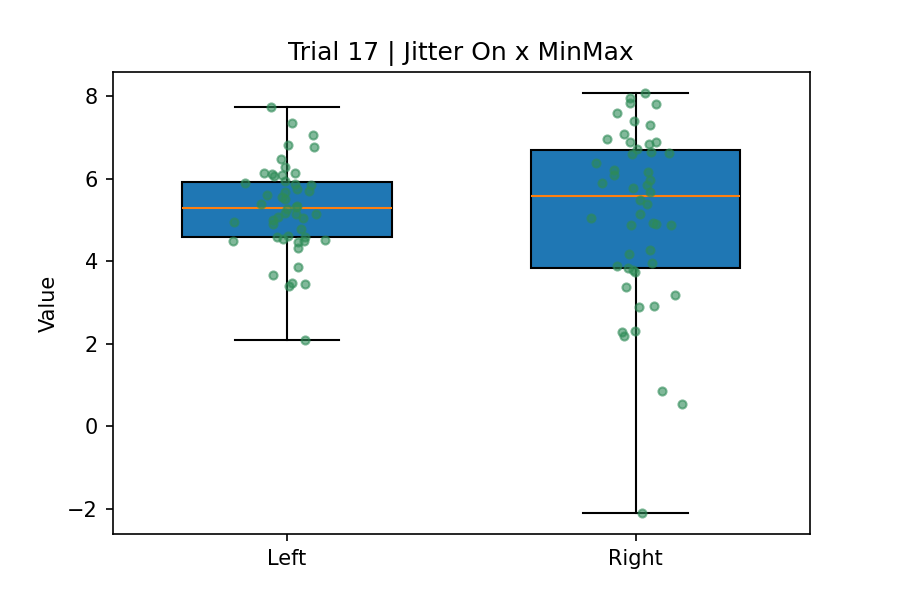 Trial 17 | Jitter On x MinMax
8
6
4
2
0
−2
Value
Left
Right